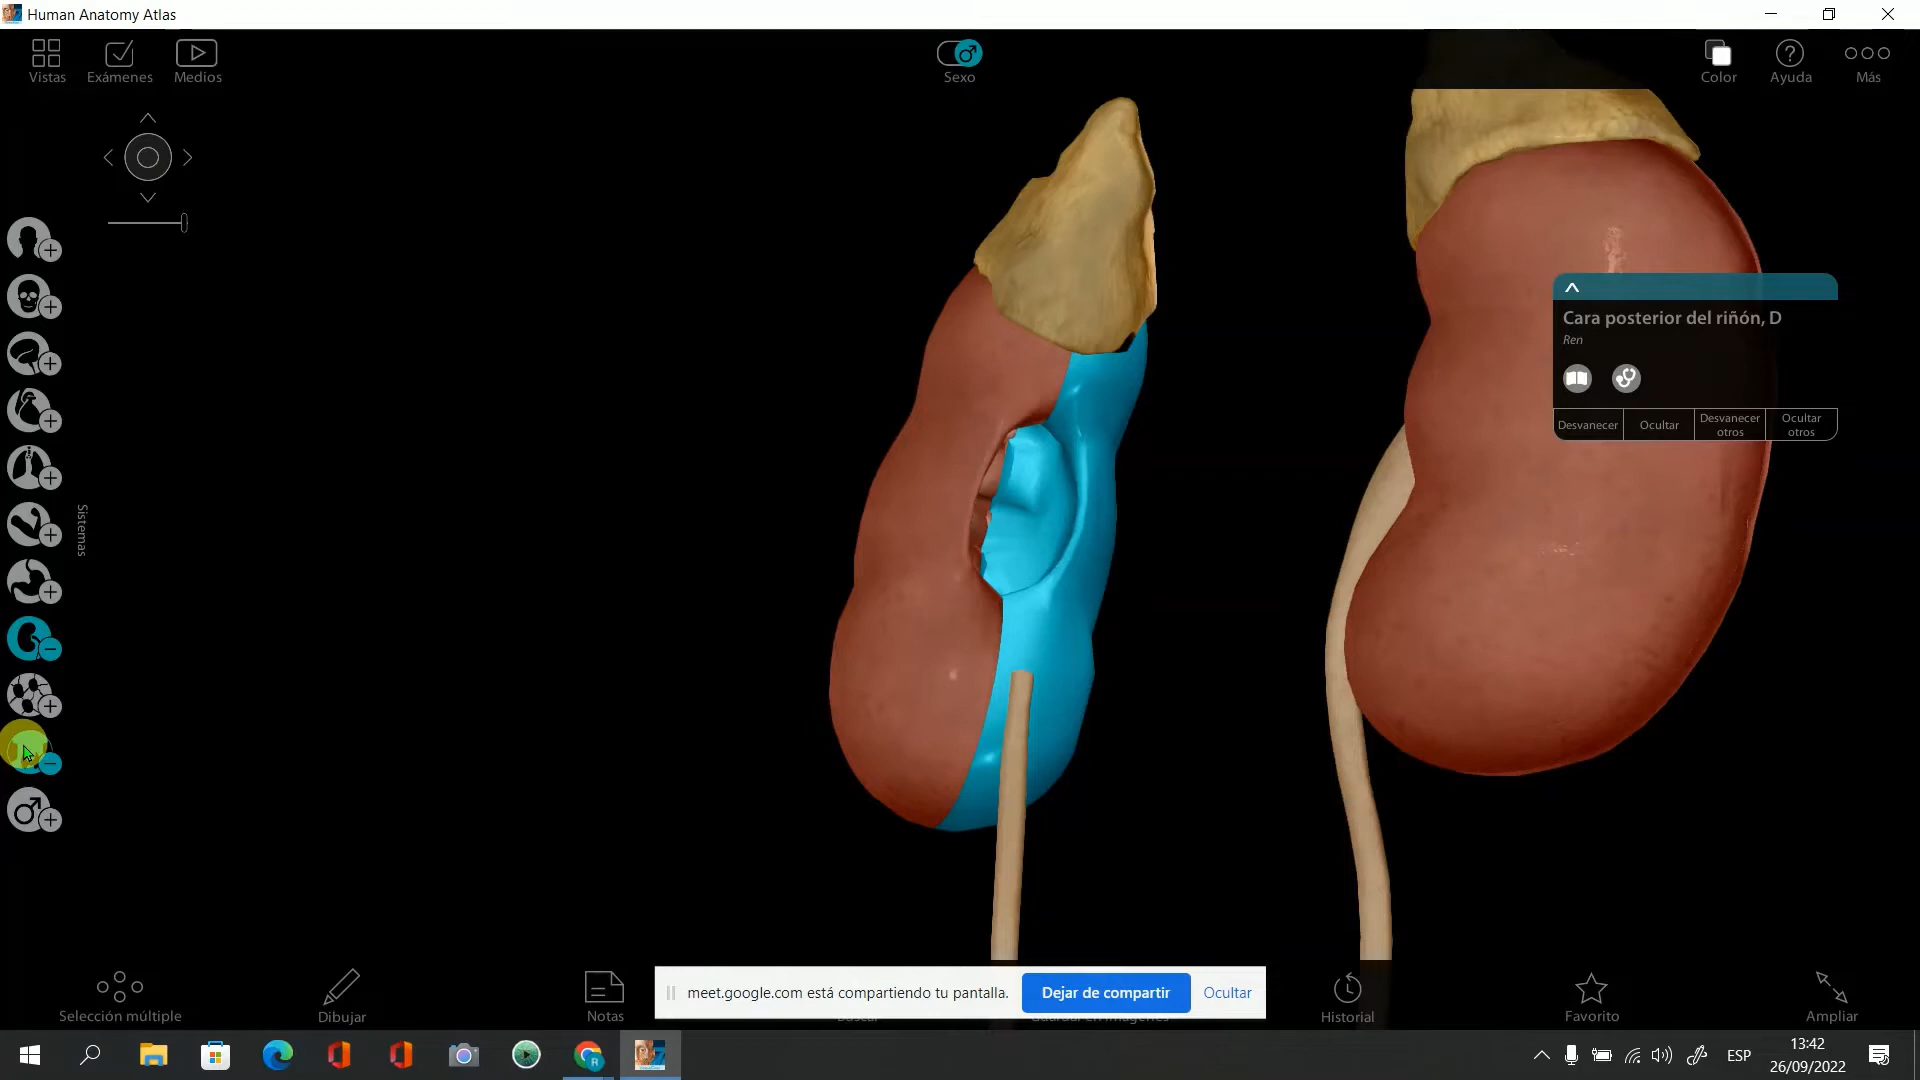 Human Anatomy Atlas
Vistas
Exámenes
Medios
Sexo
Color
Ayuda
Más
Sistemas
Cara posterior del riñón, D
Ren
Desvanecer
Ocultar
Desvanecer
otros
Ocultar
otros
Selección múltiple
Dibujar
Notas
meet.google.com está compartiendo tu pantalla.
Dejar de compartir
Ocultar
Historial
Favorito
Ampliar
R
ESP
13:42
26/09/2022